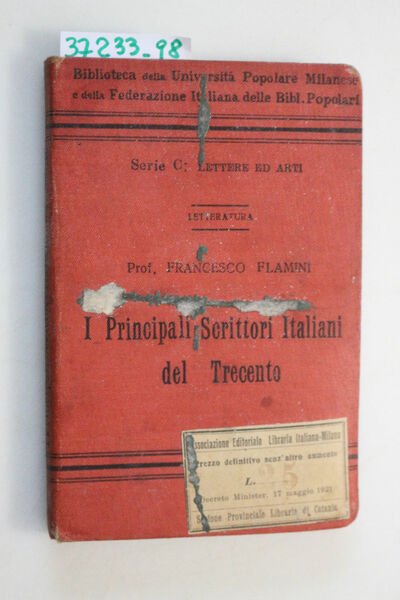 37233_98
Biblioteca della Università Popolare Milanese
e della Federazione Italiana delle Bibl. Popolari
Serie C: LETTERE ED ARTI
LETTERATURA
Prof. FRANCESCO FLAMINI
I Principali Scrittori Italiani
del Trecento
Associazione Editoriale Libraria Italiana-Milano
Prezzo definitivo senz'altro aumento
L. 25
Decreto Minister. 17 maggio 1921
Sezione Provinciale Libraria di Catania